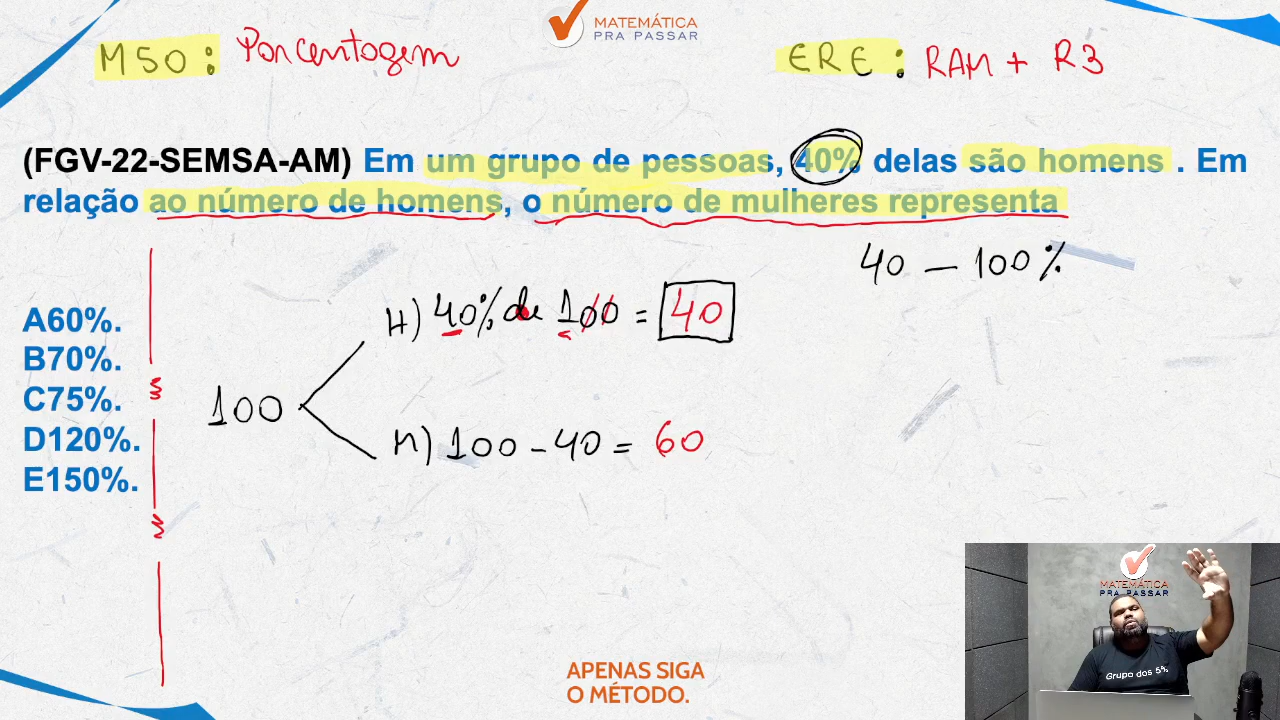 MATEMÁTICA
PRA PASSAR
M50: Porcentagem
ERE: RAM + R3
(FGV-22-SEMSA-AM) Em um grupo de pessoas, 40% delas são homens . Em
relação ao número de homens, o número de mulheres representa
40 — 100%
A60%.
B70%.
C75%.
D120%.
E150%.
H) 40% de 100 = 40
100
M) 100 - 40 = 60
MATEMÁTICA
PRA PASSAR
Grupo dos 5%
APENAS SIGA
O MÉTODO.